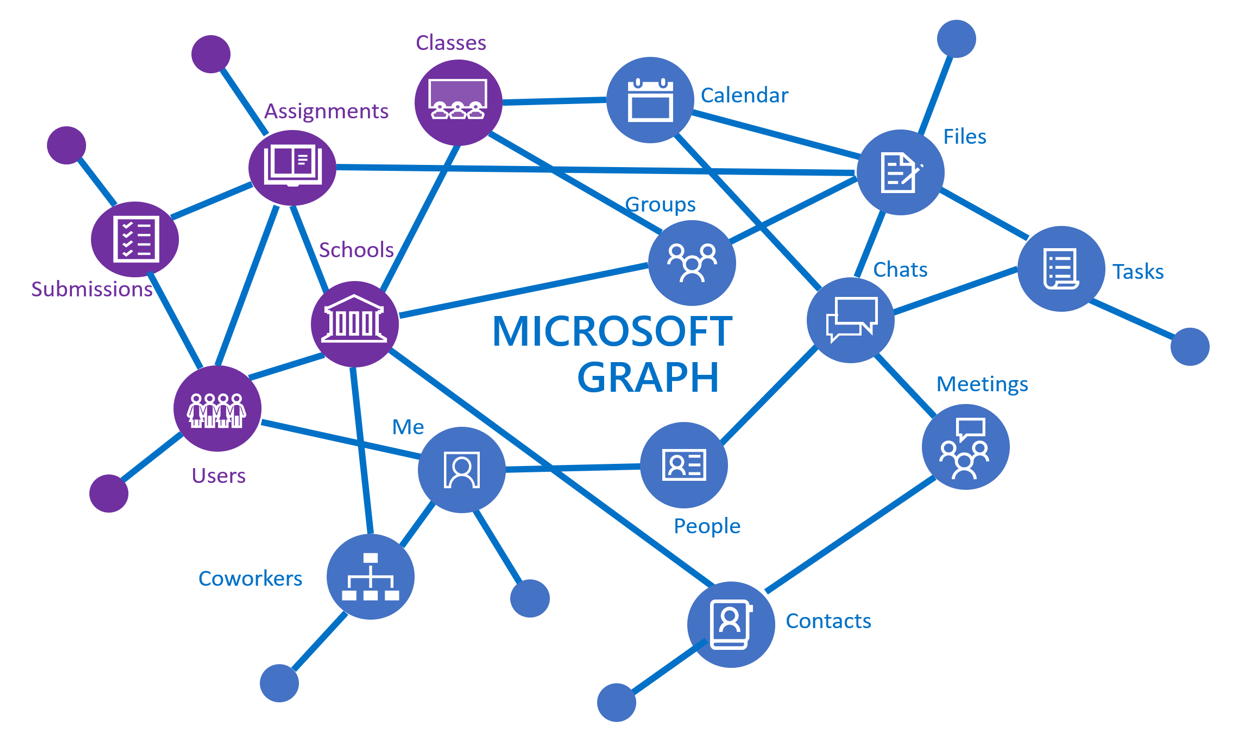 Classes
Calendar
Assignments
Files
Groups
Schools
Chats
Tasks
Submissions
MICROSOFT
GRAPH
Meetings
Me
Users
People
Coworkers
Contacts